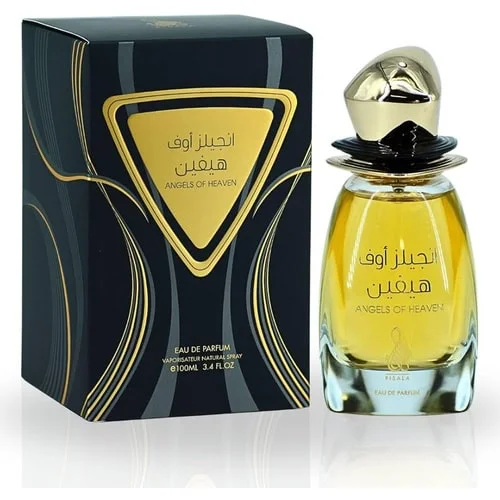 انجيلز أوف
هيفين
ANGELS OF HEAVEN
EAU DE PARFUM
VAPORISATEUR NATURAL SPRAY
e100ML 3.4 FL.OZ
انجيلز أوف
هيفين
ANGELS OF HEAVEN
RISALA
EAU DE PARFUM